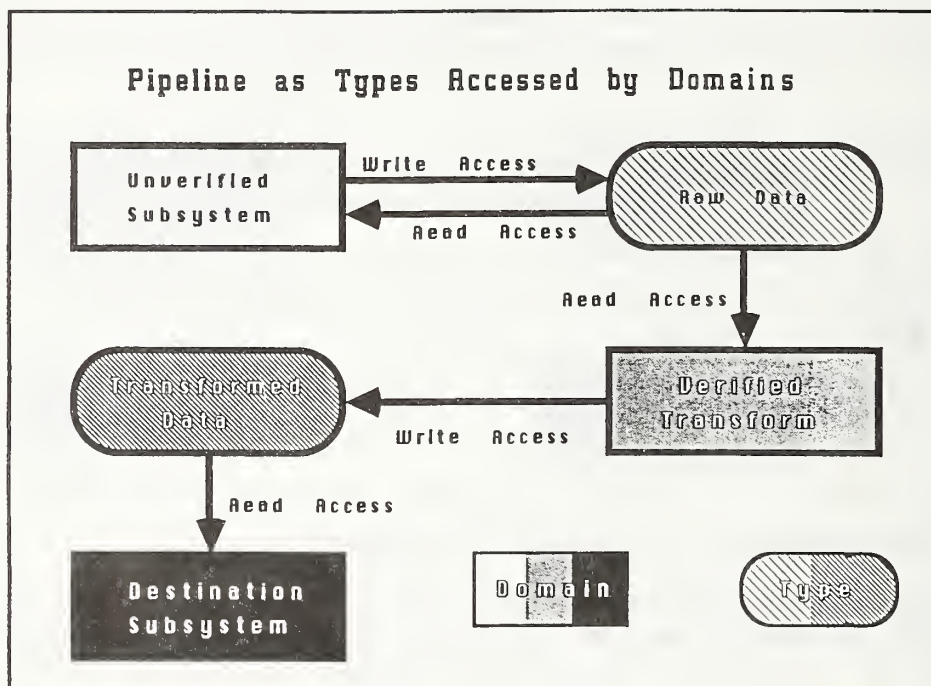 Pipeline as Types Accessed by Domains
Unverified
Subsystem
Write Access
Read Access
Raw Data
Read Access
Transformed
Data
Write Access
Verified
Transform
Read Access
Destination
Subsystem
Domain
Type